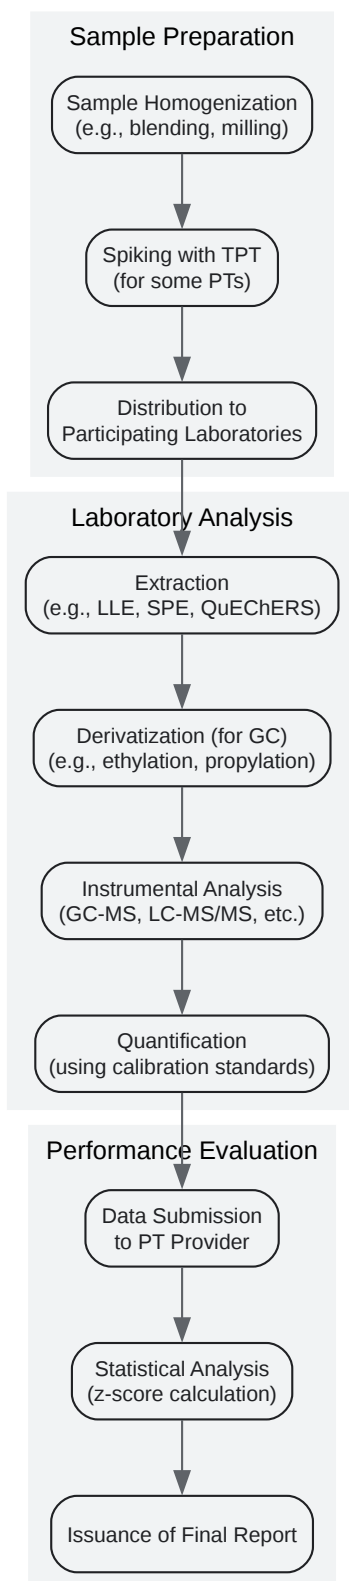 Sample Preparation
Sample Homogenization
(e.g., blending, milling)
Spiking with TPT
(for some PTs)
Distribution to
Participating Laboratories
Laboratory Analysis
Extraction
(e.g., LLE, SPE, QuEChERS)
Derivatization (for GC)
(e.g., ethylation, propylation)
Instrumental Analysis
(GC-MS, LC-MS/MS, etc.)
Quantification
(using calibration standards)
Performance Evaluation
Data Submission
to PT Provider
Statistical Analysis
(z-score calculation)
Issuance of Final Report